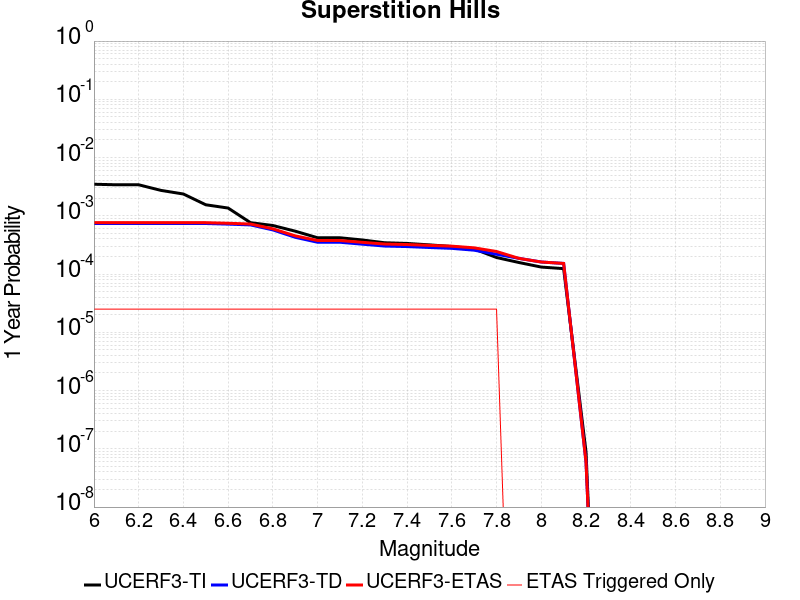 Superstition Hills
10^0
10^-1
10^-2
10^-3
10^-4
10^-5
10^-6
10^-7
10^-8
1 Year Probability
6 6.2 6.4 6.6 6.8 7 7.2 7.4 7.6 7.8 8 8.2 8.4 8.6 8.8 9
Magnitude
UCERF3-TI UCERF3-TD UCERF3-ETAS ETAS Triggered Only